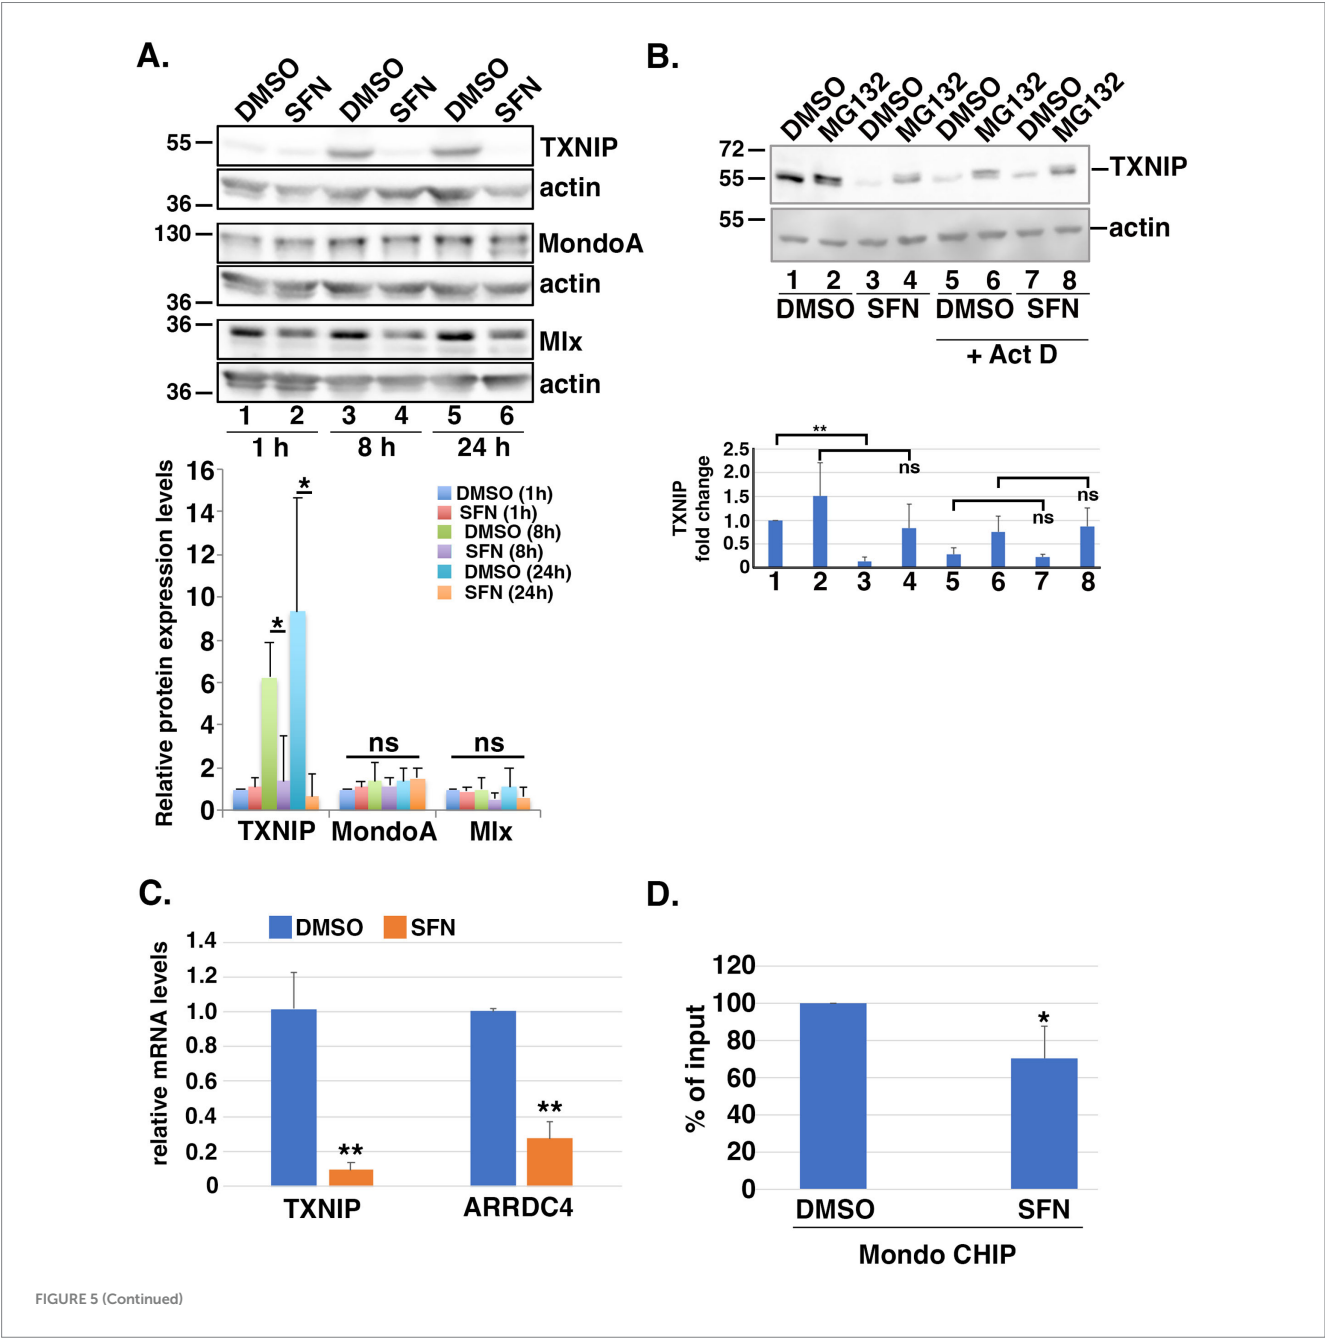 A.
DMSO SFN DMSO SFN DMSO SFN
55 TXNIP
actin
36
130 MondoA
actin
36
36 Mlx
actin
36
1 2 3 4 5 6
1 h 8 h 24 h
Relative protein expression levels
16
14
12
10
8
6
4
2
0
DMSO (1h)
SFN (1h)
DMSO (8h)
SFN (8h)
DMSO (24h)
SFN (24h)
* *
ns ns
TXNIP MondoA Mlx
B.
DMSO MG132 DMSO MG132 DMSO MG132 DMSO MG132
72
55 TXNIP
55
actin
1 2 3 4 5 6 7 8
DMSO SFN DMSO SFN
+ Act D
TXNIP
fold change
2.5
2.0
1.5
1.0
0.5
0
**
ns
ns
ns
1 2 3 4 5 6 7 8
C.
DMSO SFN
relative mRNA levels
1.4
1.2
1.0
0.8
0.6
0.4
0.2
0
** **
TXNIP ARRDC4
D.
% of input
120
100
80
60
40
20
0
*
DMSO SFN
Mondo CHIP
FIGURE 5 (Continued)